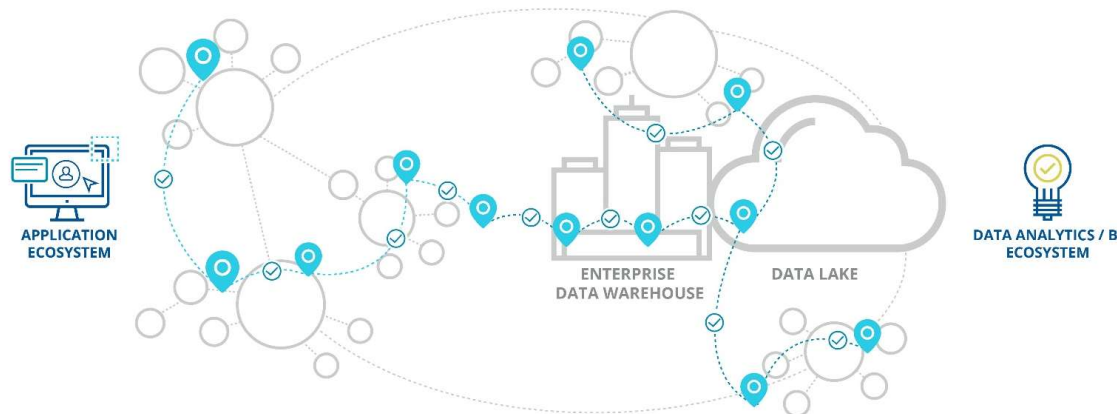 APPLICATION
ECOSYSTEM
ENTERPRISE
DATA WAREHOUSE
DATA LAKE
DATA ANALYTICS / B
ECOSYSTEM